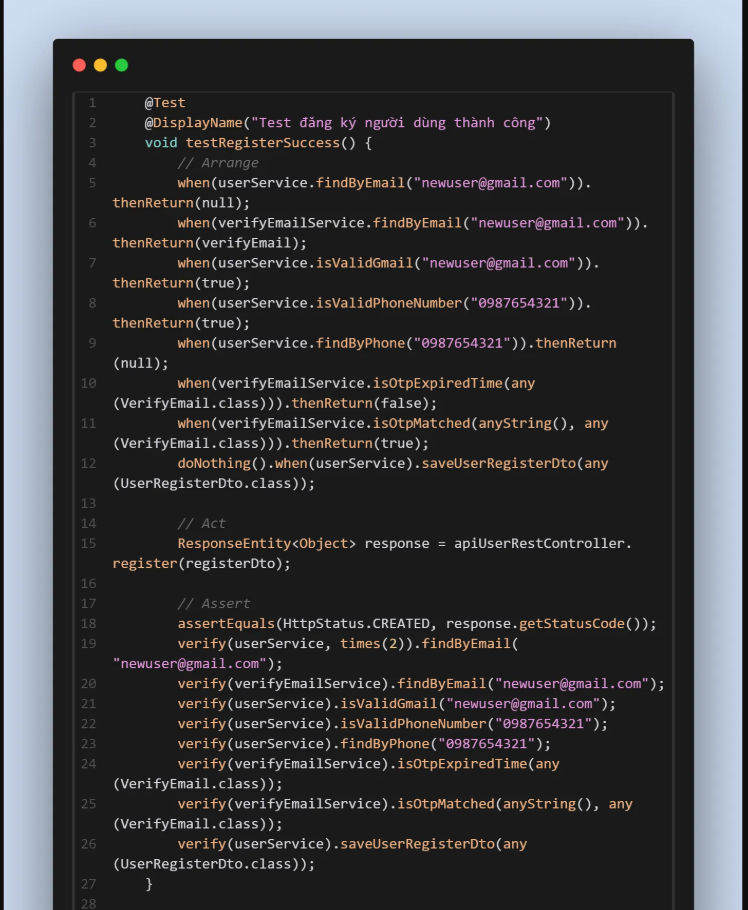 1 @Test
2 @DisplayName("Test đăng ký người dùng thành công")
3 void testRegisterSuccess() {
4 // Arrange
5 when(userService.findByEmail("newuser@gmail.com")).
thenReturn(null);
6 when(verifyEmailService.findByEmail("newuser@gmail.com")).
thenReturn(verifyEmail);
7 when(userService.isValidGmail("newuser@gmail.com")).
thenReturn(true);
8 when(userService.isValidPhoneNumber("0987654321")).
thenReturn(true);
9 when(userService.findByPhone("0987654321")).thenReturn
(null);
10 when(verifyEmailService.isOtpExpiredTime(any
(VerifyEmail.class))).thenReturn(false);
11 when(verifyEmailService.isOtpMatched(anyString(), any
(VerifyEmail.class))).thenReturn(true);
12 doNothing().when(userService).saveUserRegisterDto(any
(UserRegisterDto.class));
13
14 // Act
15 ResponseEntity<Object> response = apiUserRestController.
register(registerDto);
16
17 // Assert
18 assertEquals(HttpStatus.CREATED, response.getStatusCode());
19 verify(userService, times(2)).findByEmail(
"newuser@gmail.com");
20 verify(verifyEmailService).findByEmail("newuser@gmail.com");
21 verify(userService).isValidGmail("newuser@gmail.com");
22 verify(userService).isValidPhoneNumber("0987654321");
23 verify(userService).findByPhone("0987654321");
24 verify(verifyEmailService).isOtpExpiredTime(any
(VerifyEmail.class));
25 verify(verifyEmailService).isOtpMatched(anyString(), any
(VerifyEmail.class));
26 verify(userService).saveUserRegisterDto(any
(UserRegisterDto.class));
27 }
28